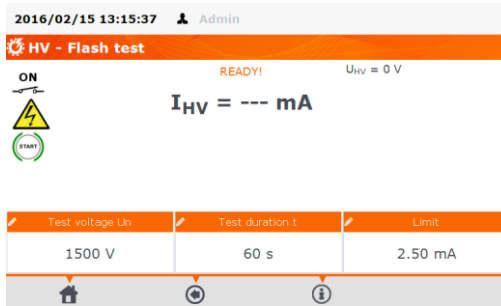 2016/02/15 13:15:37 Admin
HV - Flash test
ON
READY!
UHV = 0 V
IHV = --- mA
START
Test voltage Un Test duration t Limit
1500 V 60 s 2.50 mA